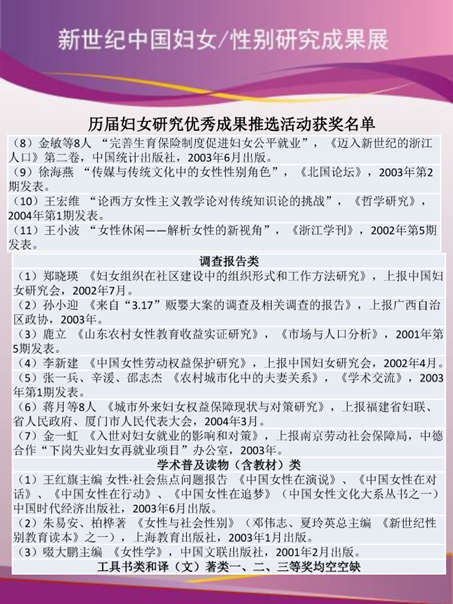 新世纪中国妇女/性别研究成果展
历届妇女研究优秀成果推选活动获奖名单
（8）金敏等8人 “完善生育保险制度促进妇女公平就业”，《迈入新世纪的浙江
人口》第二卷，中国统计出版社，2003年6月出版。
（9）徐海燕 “传媒与传统文化中的女性性别角色”，《北国论坛》，2003年第2
期发表。
（10）王宏维 “论西方女性主义教学论对传统知识论的挑战”，《哲学研究》，
2004年第1期发表。
（11）王小波 “女性休闲——解析女性的新视角”，《浙江学刊》，2002年第5期
发表。
调查报告类
（1）郑晓瑛 《妇女组织在社区建设中的组织形式和工作方法研究》，上报中国妇
女研究会，2002年7月。
（2）孙小迎 《来自“3.17”贩婴大案的调查及相关调查的报告》，上报广西自治
区政协，2003年。
（3）鹿立 《山东农村女性教育收益实证研究》，《市场与人口分析》，2001年第
5期发表。
（4）李新建 《中国女性劳动权益保护研究》，上报中国妇女研究会，2002年4月。
（5）张一兵、辛湲、邵志杰 《农村城市化中的夫妻关系》，《学术交流》，2003
年第1期发表。
（6）蒋月等8人 《城市外来妇女权益保障现状与对策研究》，上报福建省妇联、
省人民政府、厦门市人民代表大会，2004年3月。
（7）金一虹 《入世对妇女就业的影响和对策》，上报南京劳动社会保障局，中德
合作“下岗失业妇女再就业项目”办公室，2003年。
学术普及读物（含教材）类
（1）王红旗主编 女性·社会焦点问题报告 《中国女性在演说》、《中国女性在对
话》、《中国女性在行动》、《中国女性在追梦》（中国女性文化大系丛书之一）
中国时代经济出版社，2003年6月出版。
（2）朱易安、柏桦著 《女性与社会性别》（邓伟志、夏玲英总主编 《新世纪性
别教育读本》之一），上海教育出版社，2003年1月出版。
（3）啜大鹏主编 《女性学》，中国文联出版社，2001年2月出版。
工具书类和译（文）著类一、二、三等奖均空空缺